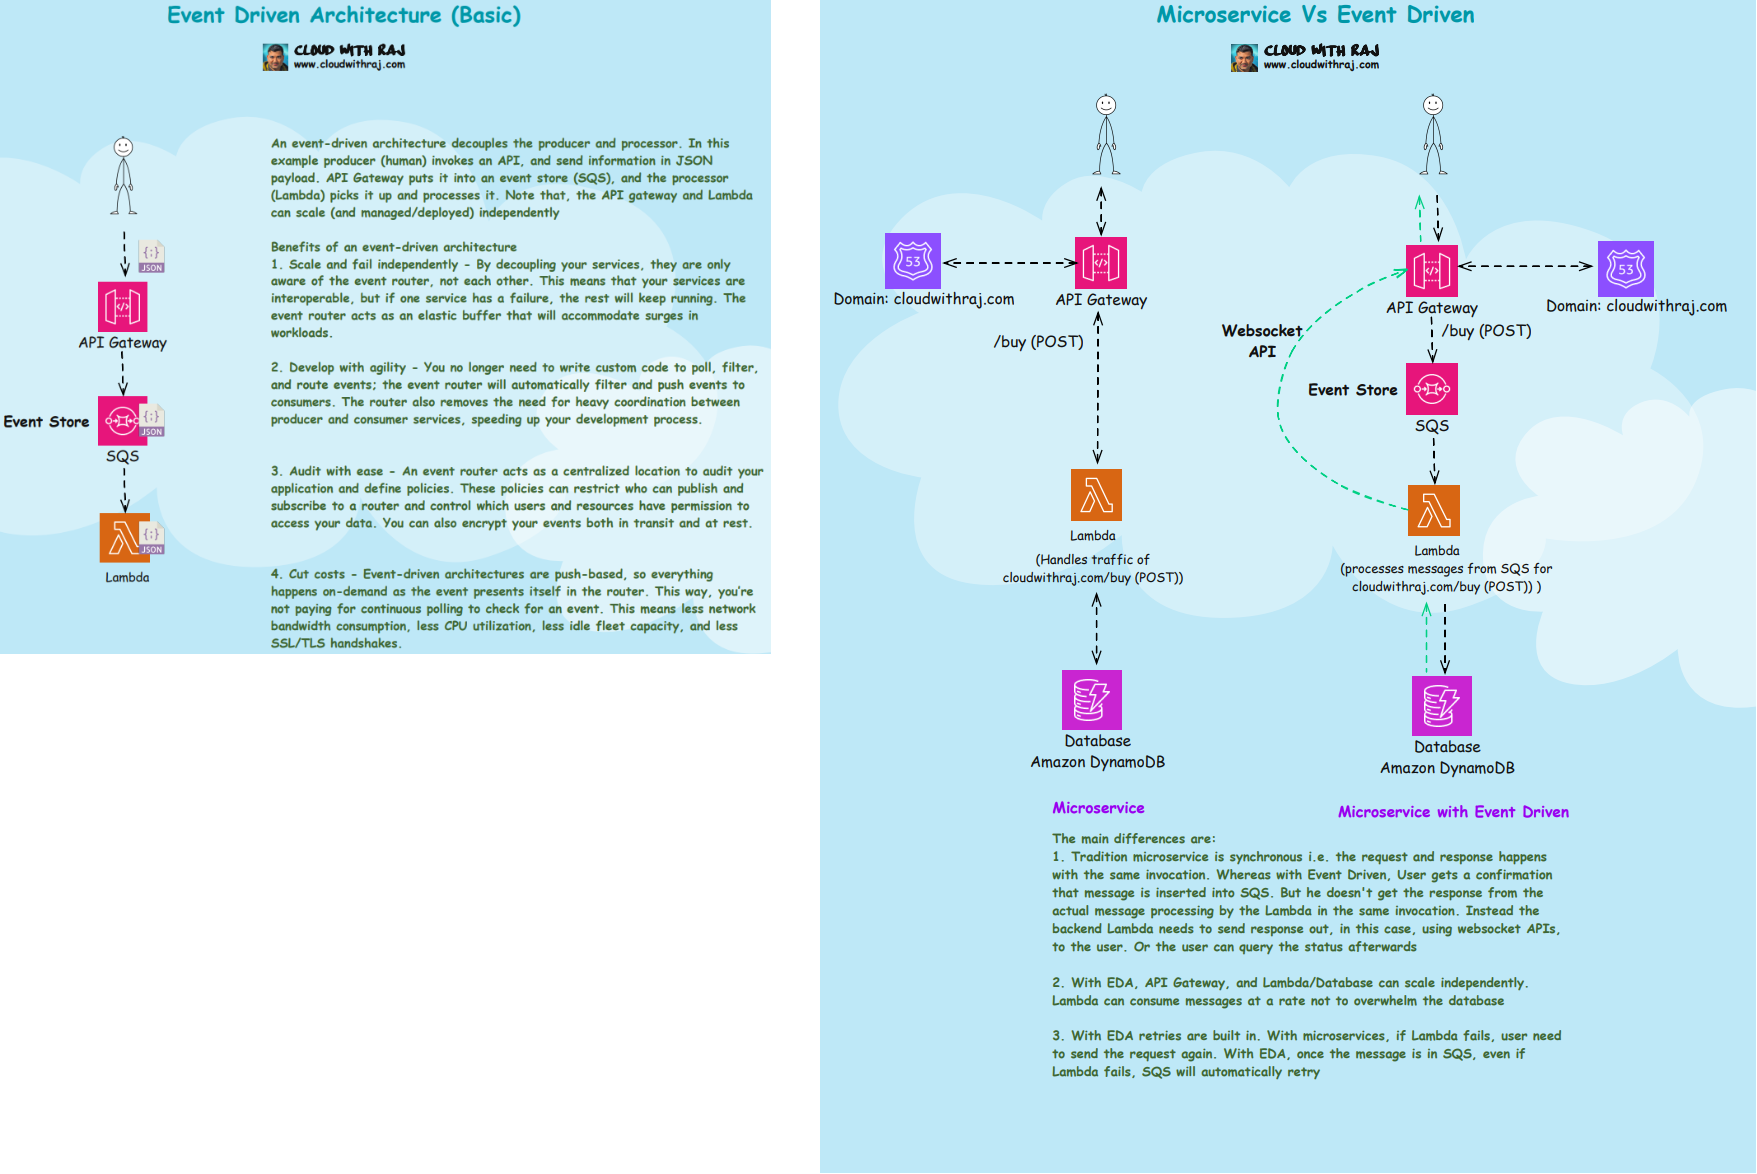 Event Driven Architecture (Basic)
CLOUD WITH RAJ
www.cloudwithraj.com
An event-driven architecture decouples the producer and processor. In this
example producer (human) invokes an API, and send information in JSON
payload. API Gateway puts it into an event store (SQS), and the processor
(Lambda) picks it up and processes it. Note that, the API gateway and Lambda
can scale (and managed/deployed) independently
Benefits of an event-driven architecture
1. Scale and fail independently - By decoupling your services, they are only
aware of the event router, not each other. This means that your services are
interoperable, but if one service has a failure, the rest will keep running. The
event router acts as an elastic buffer that will accommodate surges in
workloads.
2. Develop with agility - You no longer need to write custom code to poll, filter,
and route events; the event router will automatically filter and push events to
consumers. The router also removes the need for heavy coordination between
producer and consumer services, speeding up your development process.
3. Audit with ease - An event router acts as a centralized location to audit your
application and define policies. These policies can restrict who can publish and
subscribe to a router and control which users and resources have permission to
access your data. You can also encrypt your events both in transit and at rest.
4. Cut costs - Event-driven architectures are push-based, so everything
happens on-demand as the event presents itself in the router. This way, you're
not paying for continuous polling to check for an event. This means less network
bandwidth consumption, less CPU utilization, less idle fleet capacity, and less
SSL/TLS handshakes.
{;}
JSON
API Gateway
Event Store
{;}
JSON
SQS
{;}
JSON
Lambda
Microservice Vs Event Driven
CLOUD WITH RAJ
www.cloudwithraj.com
53
Domain: cloudwithraj.com
API Gateway
/buy (POST)
Lambda
(Handles traffic of
cloudwithraj.com/buy (POST))
Database
Amazon DynamoDB
Microservice
53
API Gateway
Domain: cloudwithraj.com
Websocket
API
/buy (POST)
Event Store
SQS
Lambda
(processes messages from SQS for
cloudwithraj.com/buy (POST)) )
Database
Amazon DynamoDB
Microservice with Event Driven
The main differences are:
1. Tradition microservice is synchronous i.e. the request and response happens
with the same invocation. Whereas with Event Driven, User gets a confirmation
that message is inserted into SQS. But he doesn't get the response from the
actual message processing by the Lambda in the same invocation. Instead the
backend Lambda needs to send response out, in this case, using websocket APIs,
to the user. Or the user can query the status afterwards
2. With EDA, API Gateway, and Lambda/Database can scale independently.
Lambda can consume messages at a rate not to overwhelm the database
3. With EDA retries are built in. With microservices, if Lambda fails, user need
to send the request again. With EDA, once the message is in SQS, even if
Lambda fails, SQS will automatically retry